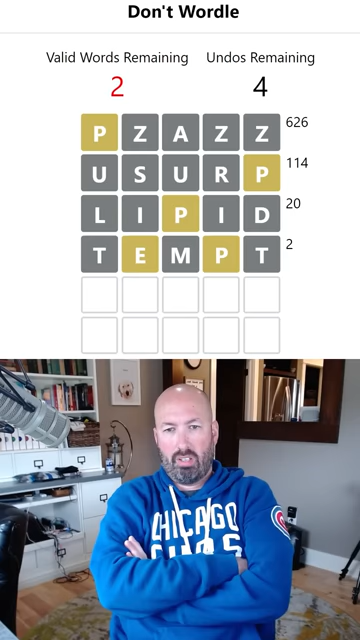 Don't Wordle
Valid Words Remaining Undos Remaining
2 4
P Z A Z Z 626
U S U R P 114
L I P I D 20
T E M P T 2
CHICAGO
CUBS